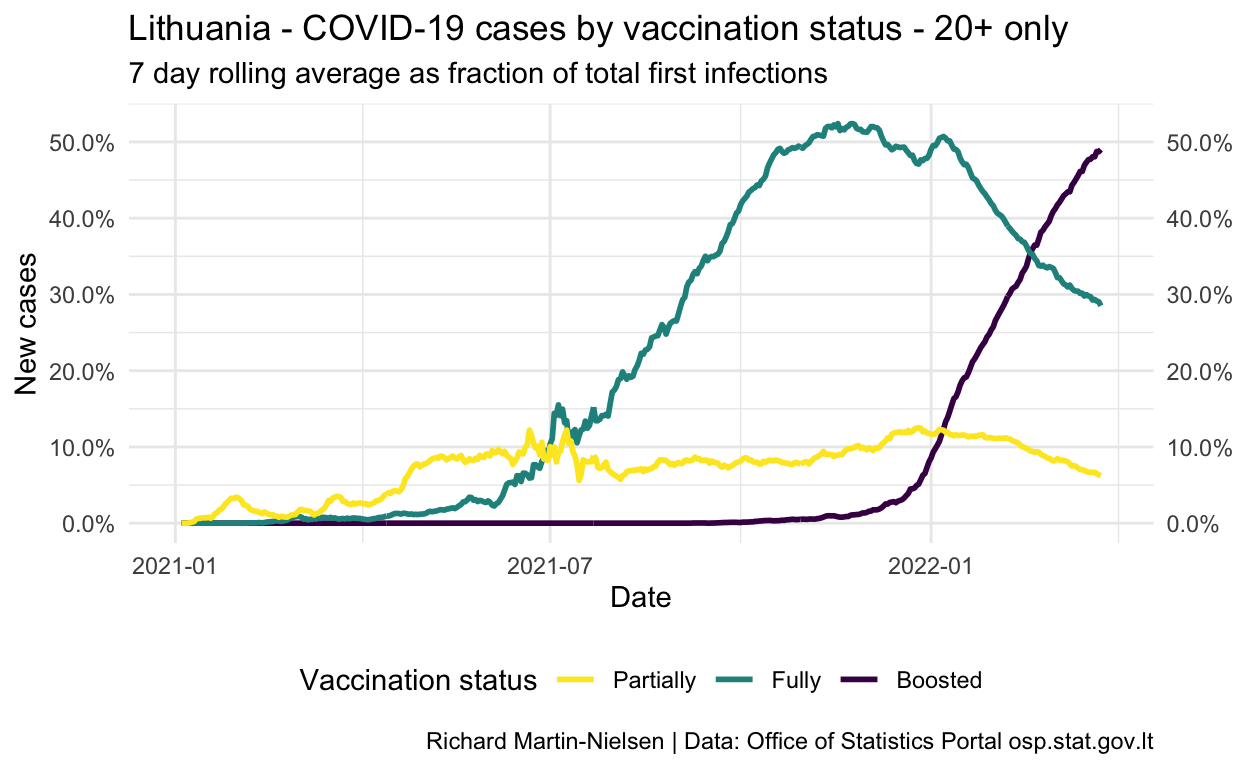 Lithuania - COVID-19 cases by vaccination status - 20+ only
7 day rolling average as fraction of total first infections
50.0% 50.0%
40.0% 40.0%
30.0% 30.0%
20.0% 20.0%
10.0% 10.0%
0.0% 0.0%
New cases
2021-01 2021-07 2022-01
Date
Vaccination status Partially Fully Boosted
Richard Martin-Nielsen | Data: Office of Statistics Portal osp.stat.gov.lt